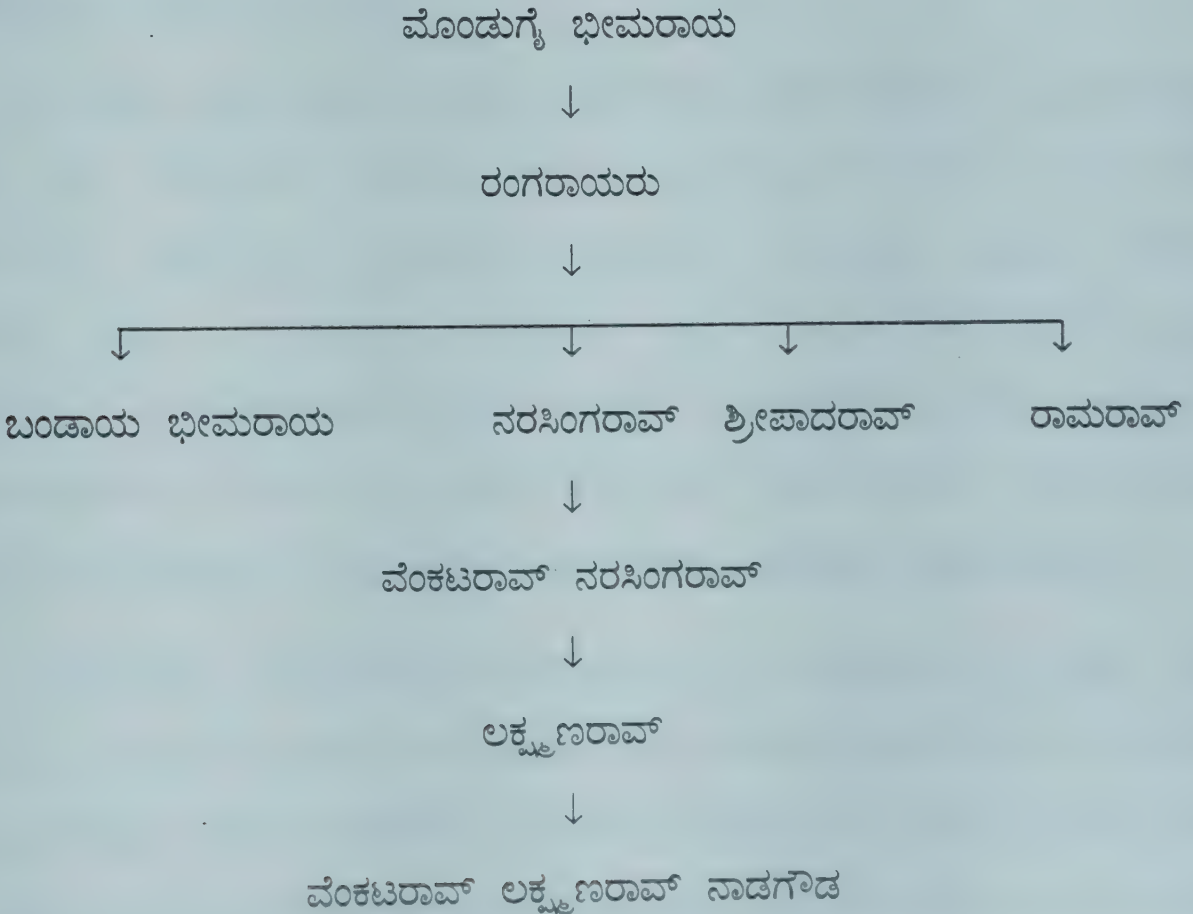 ಮೊಂಡುಗೈ ಭೀಮರಾಯ
↓
ರಂಗರಾಯರು
↓
ಬಂಡಾಯ ಭೀಮರಾಯ ನರಸಿಂಗರಾವ್ ಶ್ರೀಪಾದರಾವ್ ರಾಮರಾವ್
↓
ವೆಂಕಟರಾವ್ ನರಸಿಂಗರಾವ್
↓
ಲಕ್ಷ್ಮಣರಾವ್
↓
ವೆಂಕಟರಾವ್ ಲಕ್ಷ್ಮಣರಾವ್ ನಾಡಗೌಡ